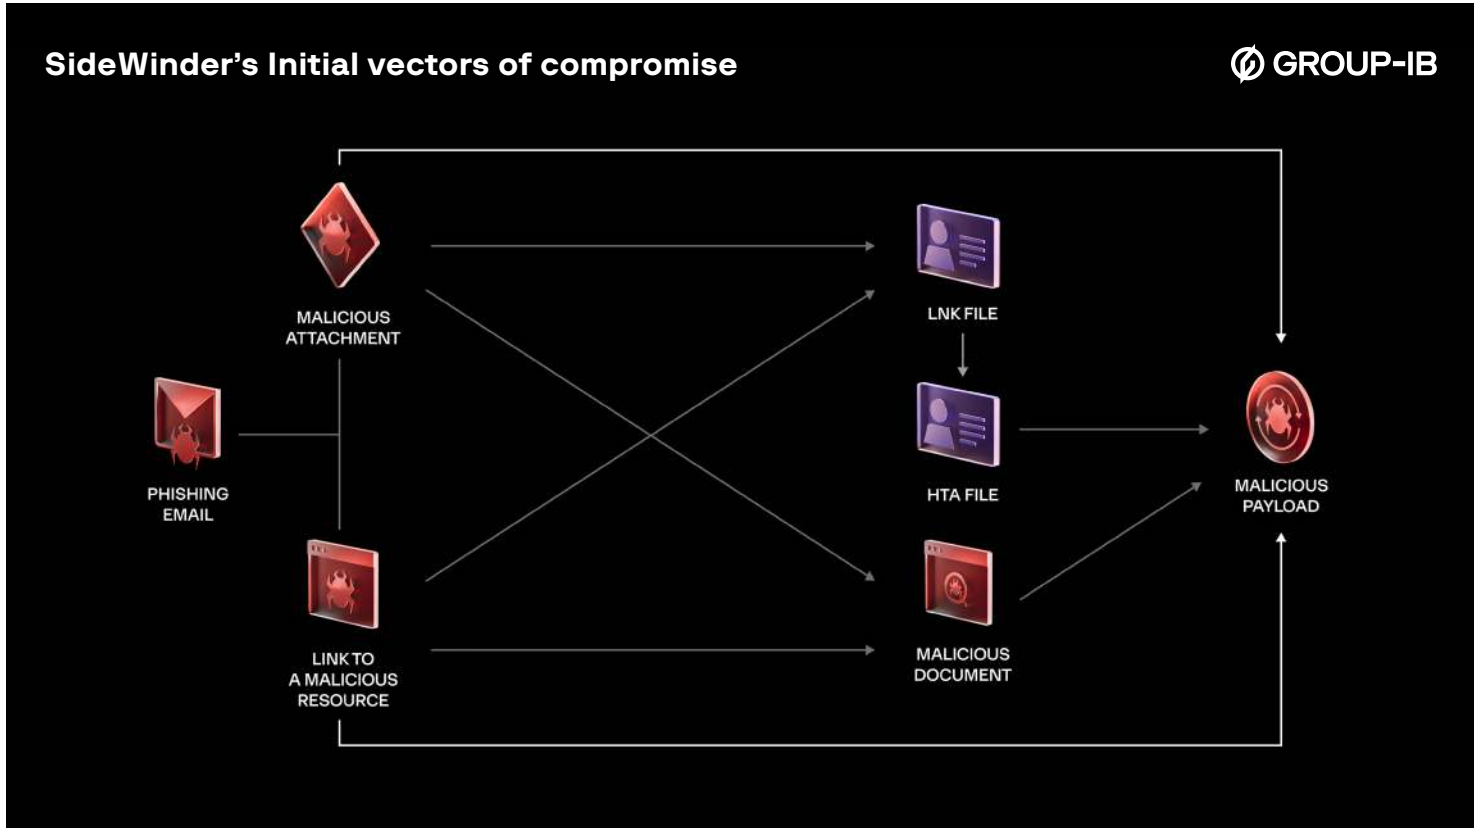 SideWinder's Initial vectors of compromise
GROUP-IB
MALICIOUS
ATTACHMENT
LNK FILE
PHISHING
EMAIL
HTA FILE
MALICIOUS
PAYLOAD
LINK TO
A MALICIOUS
RESOURCE
MALICIOUS
DOCUMENT